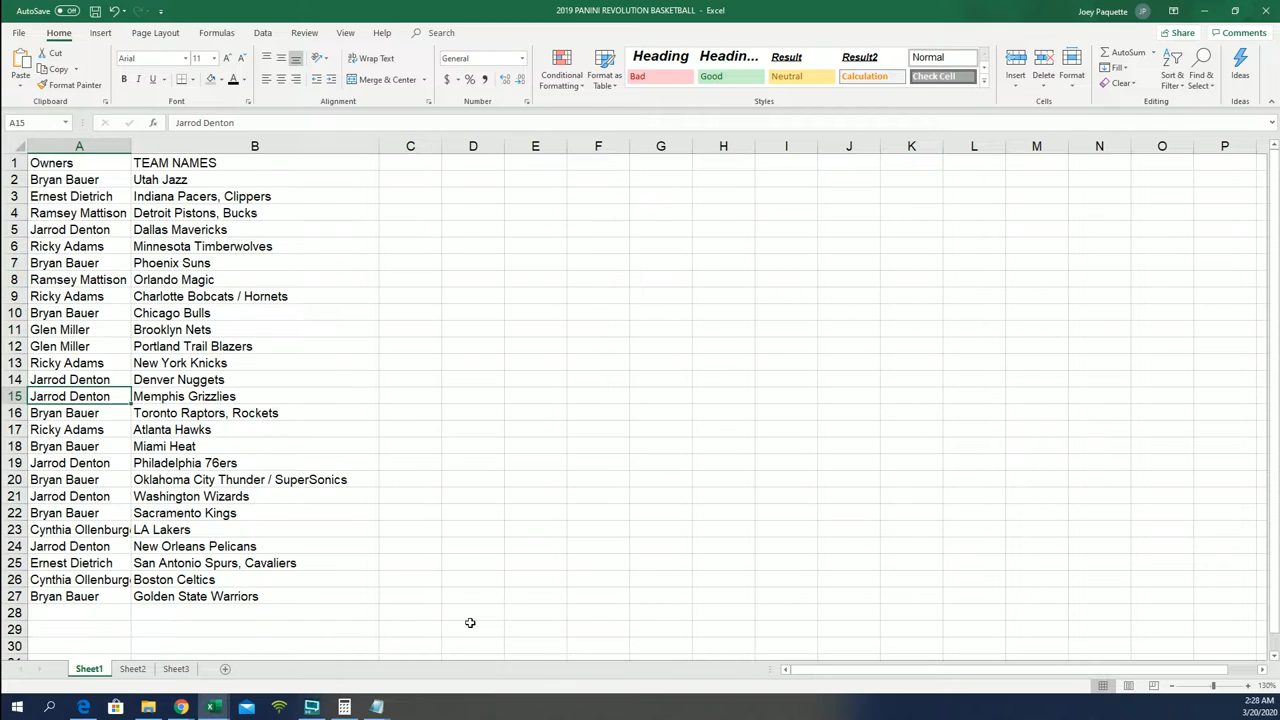 AutoSave Off 2019 PANINI REVOLUTION BASKETBALL - Excel Joey Paquette JP
File Home Insert Page Layout Formulas Data Review View Help Search Share Comments
Paste Cut Copy Format Painter Clipboard
Arial 11 A A B I U A Font
Wrap Text Merge & Center Alignment
General $ % , Number
Conditional Formatting Format as Table
Heading Headin... Result Result2 Normal
Bad Good Neutral Calculation Check Cell
Styles
Insert Delete Format Cells
AutoSum Fill Clear Sort & Filter Find & Select Editing
Ideas Ideas
A15 fx Jarrod Denton
A B C D E F G H I J K L M N O P
1 Owners TEAM NAMES
2 Bryan Bauer Utah Jazz
3 Ernest Dietrich Indiana Pacers, Clippers
4 Ramsey Mattison Detroit Pistons, Bucks
5 Jarrod Denton Dallas Mavericks
6 Ricky Adams Minnesota Timberwolves
7 Bryan Bauer Phoenix Suns
8 Ramsey Mattison Orlando Magic
9 Ricky Adams Charlotte Bobcats / Hornets
10 Bryan Bauer Chicago Bulls
11 Glen Miller Brooklyn Nets
12 Glen Miller Portland Trail Blazers
13 Ricky Adams New York Knicks
14 Jarrod Denton Denver Nuggets
15 Jarrod Denton Memphis Grizzlies
16 Bryan Bauer Toronto Raptors, Rockets
17 Ricky Adams Atlanta Hawks
18 Bryan Bauer Miami Heat
19 Jarrod Denton Philadelphia 76ers
20 Bryan Bauer Oklahoma City Thunder / SuperSonics
21 Jarrod Denton Washington Wizards
22 Bryan Bauer Sacramento Kings
23 Cynthia Ollenburg LA Lakers
24 Jarrod Denton New Orleans Pelicans
25 Ernest Dietrich San Antonio Spurs, Cavaliers
26 Cynthia Ollenburg Boston Celtics
27 Bryan Bauer Golden State Warriors
28
29
30
Sheet1 Sheet2 Sheet3
130%
2:28 AM
3/20/2020